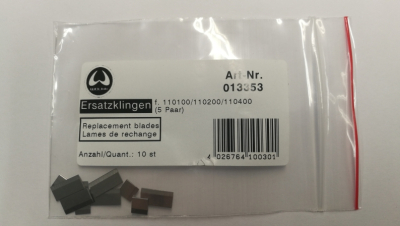 Art-Nr.
013353
Ersatzklingen f. 110100/110200/110400
(5 Paar)
Replacement blades
Lames de rechange
Anzahl/Quant.: 10 st
4 026764 100301